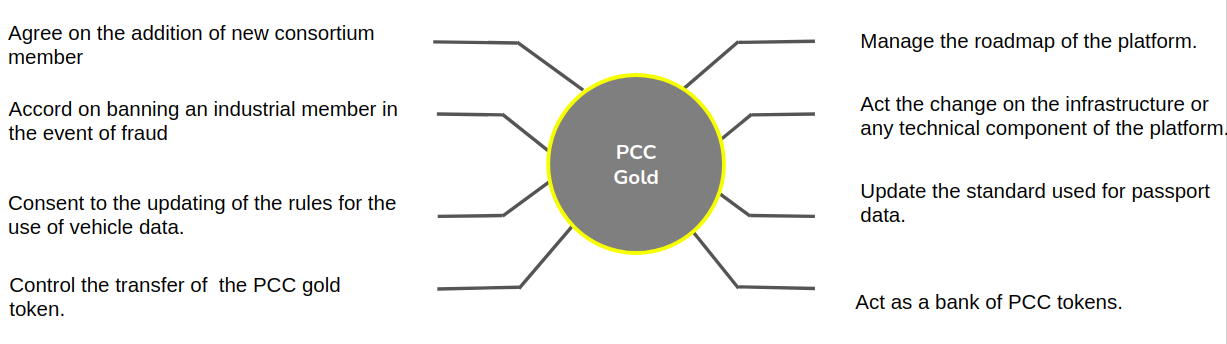 Agree on the addition of new consortium
member
Accord on banning an industrial member in
the event of fraud
Consent to the updating of the rules for the
use of vehicle data.
Control the transfer of  the PCC gold
token.
PCC
Gold
Manage the roadmap of the platform.
Act the change on the infrastructure or
any technical component of the platform.
Update the standard used for passport
data.
Act as a bank of PCC tokens.